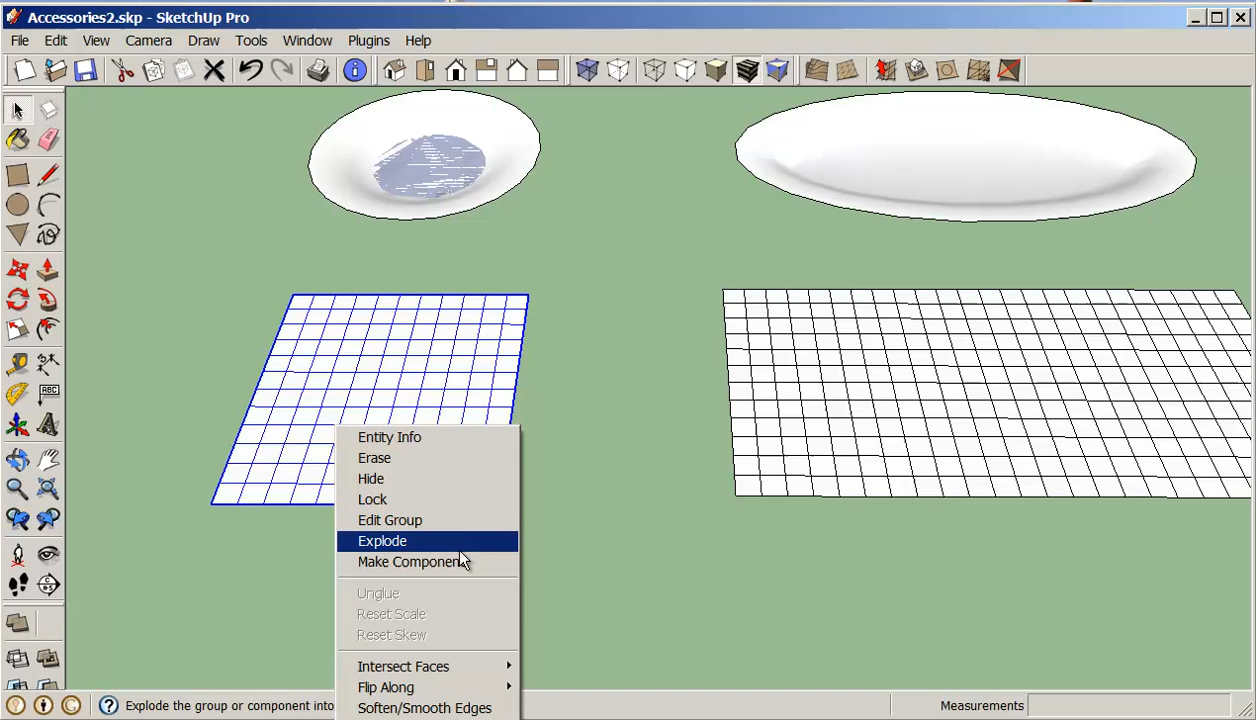 Accessories2.skp - SketchUp Pro
File Edit View Camera Draw Tools Window Plugins Help
ABC
Entity Info
Erase
Hide
Lock
Edit Group
Explode
Make Component
Unglue
Reset Scale
Reset Skew
Intersect Faces
Flip Along
Soften/Smooth Edges
Explode the group or component into
Measurements